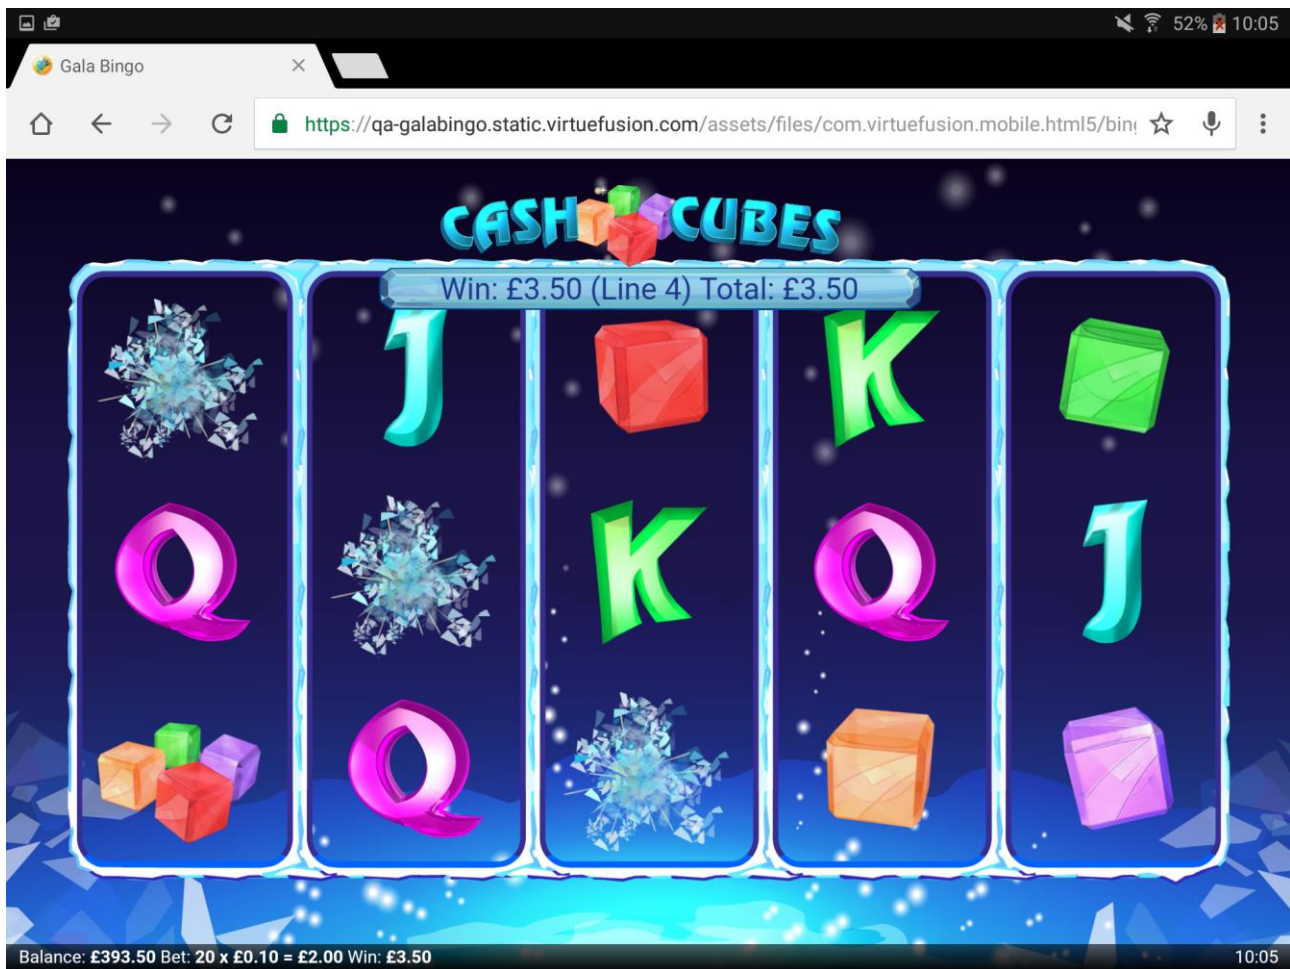 52% 10:05
Gala Bingo
https://qa-galabingo.static.virtuefusion.com/assets/files/com.virtuefusion.mobile.html5/bing
CASH CUBES
Win: £3.50 (Line 4) Total: £3.50
J K
Q K Q J
Q
Balance: £393.50 Bet: 20 x £0.10 = £2.00 Win: £3.50 10:05